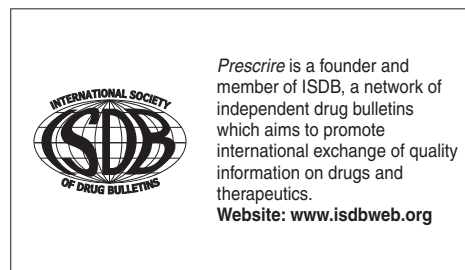 INTERNATIONAL SOCIETY
ISDB
OF DRUG BULLETINS
Prescrire is a founder and
member of ISDB, a network of
independent drug bulletins
which aims to promote
international exchange of quality
information on drugs and
therapeutics.
Website: www.isdbweb.org